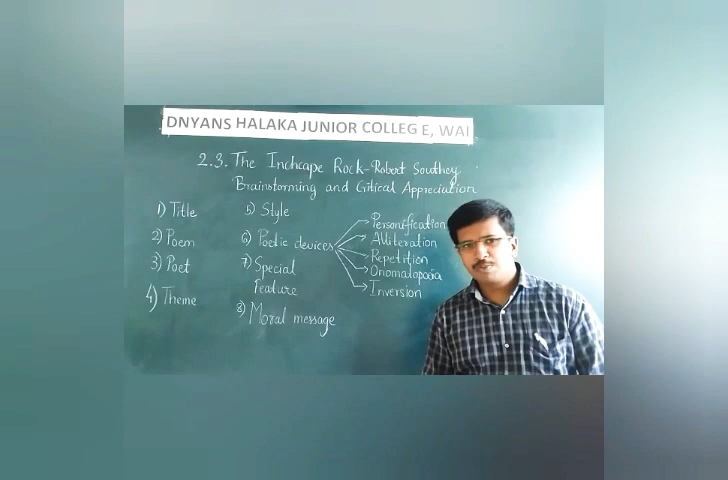 DNYANS HALAKA JUNIOR COLLEG E, WAI
2.3. The Inchcape Rock-Robert Southey
Brainstorming and Critical Appreciation
1) Title
2) Poem
3) Poet
4) Theme
5) Style
6) Poetic devices
7) Special
feature
8) Moral message
Personification
Alliteration
Repetition
Onomatopoeia
Inversion